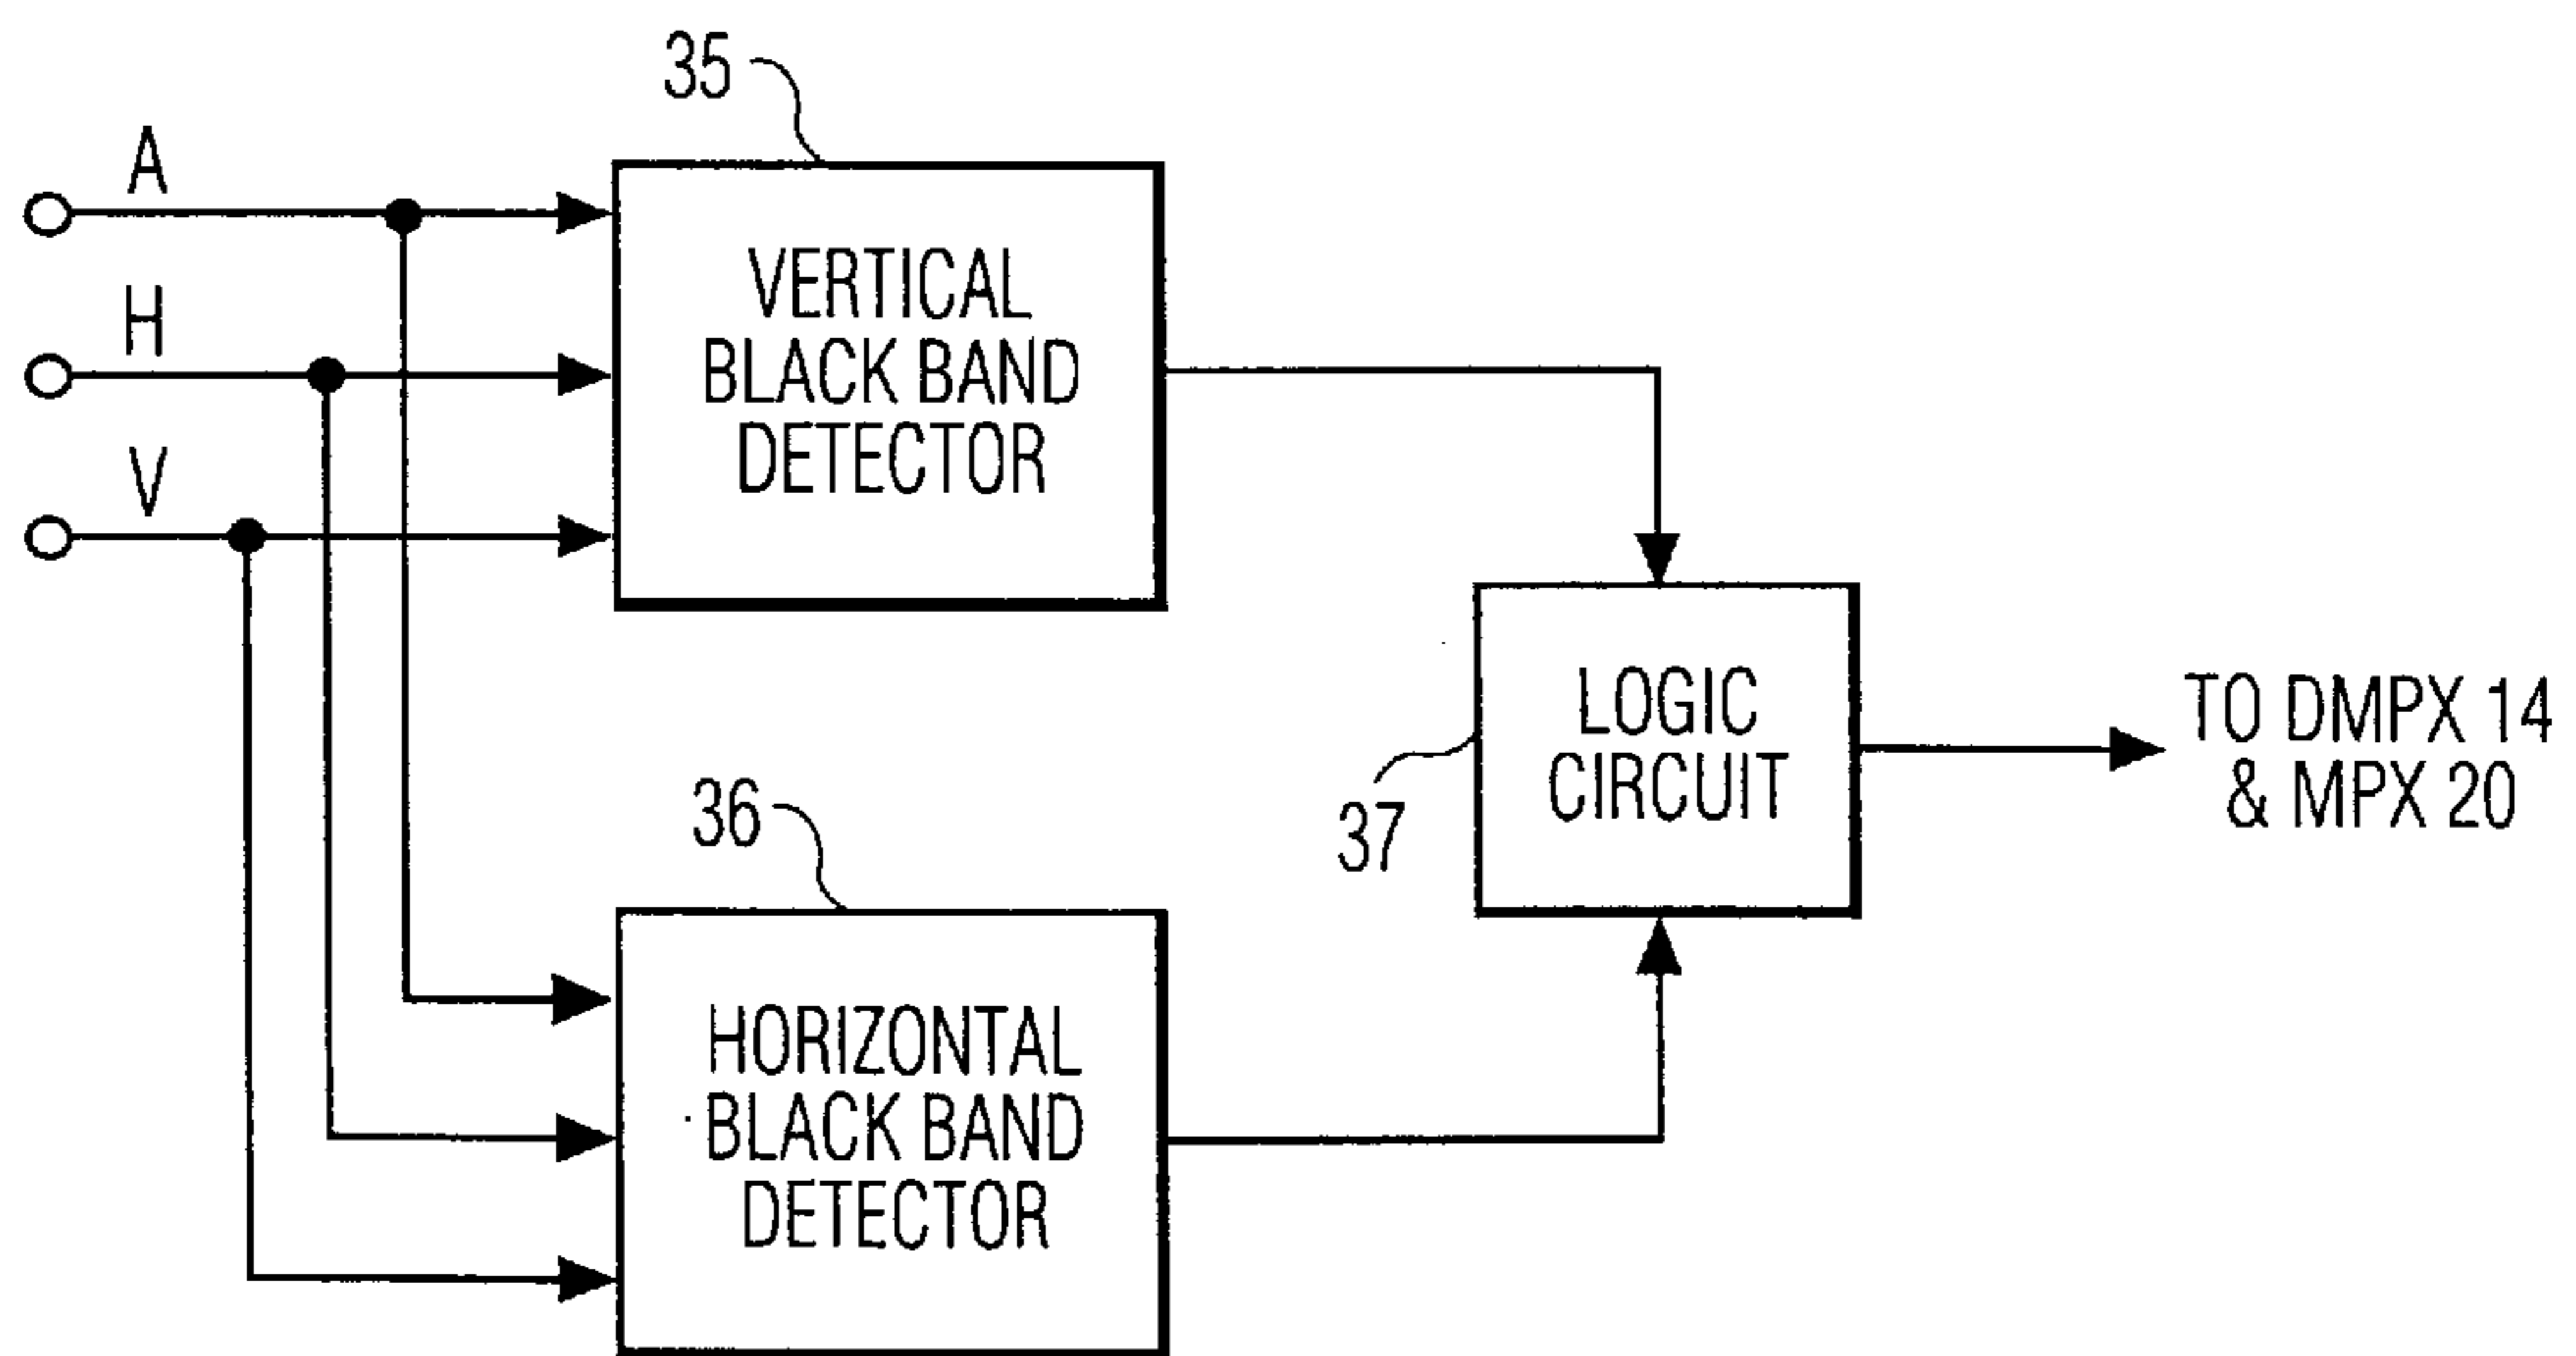 35
A
H
V
VERTICAL
BLACK BAND
DETECTOR
LOGIC
CIRCUIT
37
TO DMPX 14
& MPX 20
36
HORIZONTAL
BLACK BAND
DETECTOR